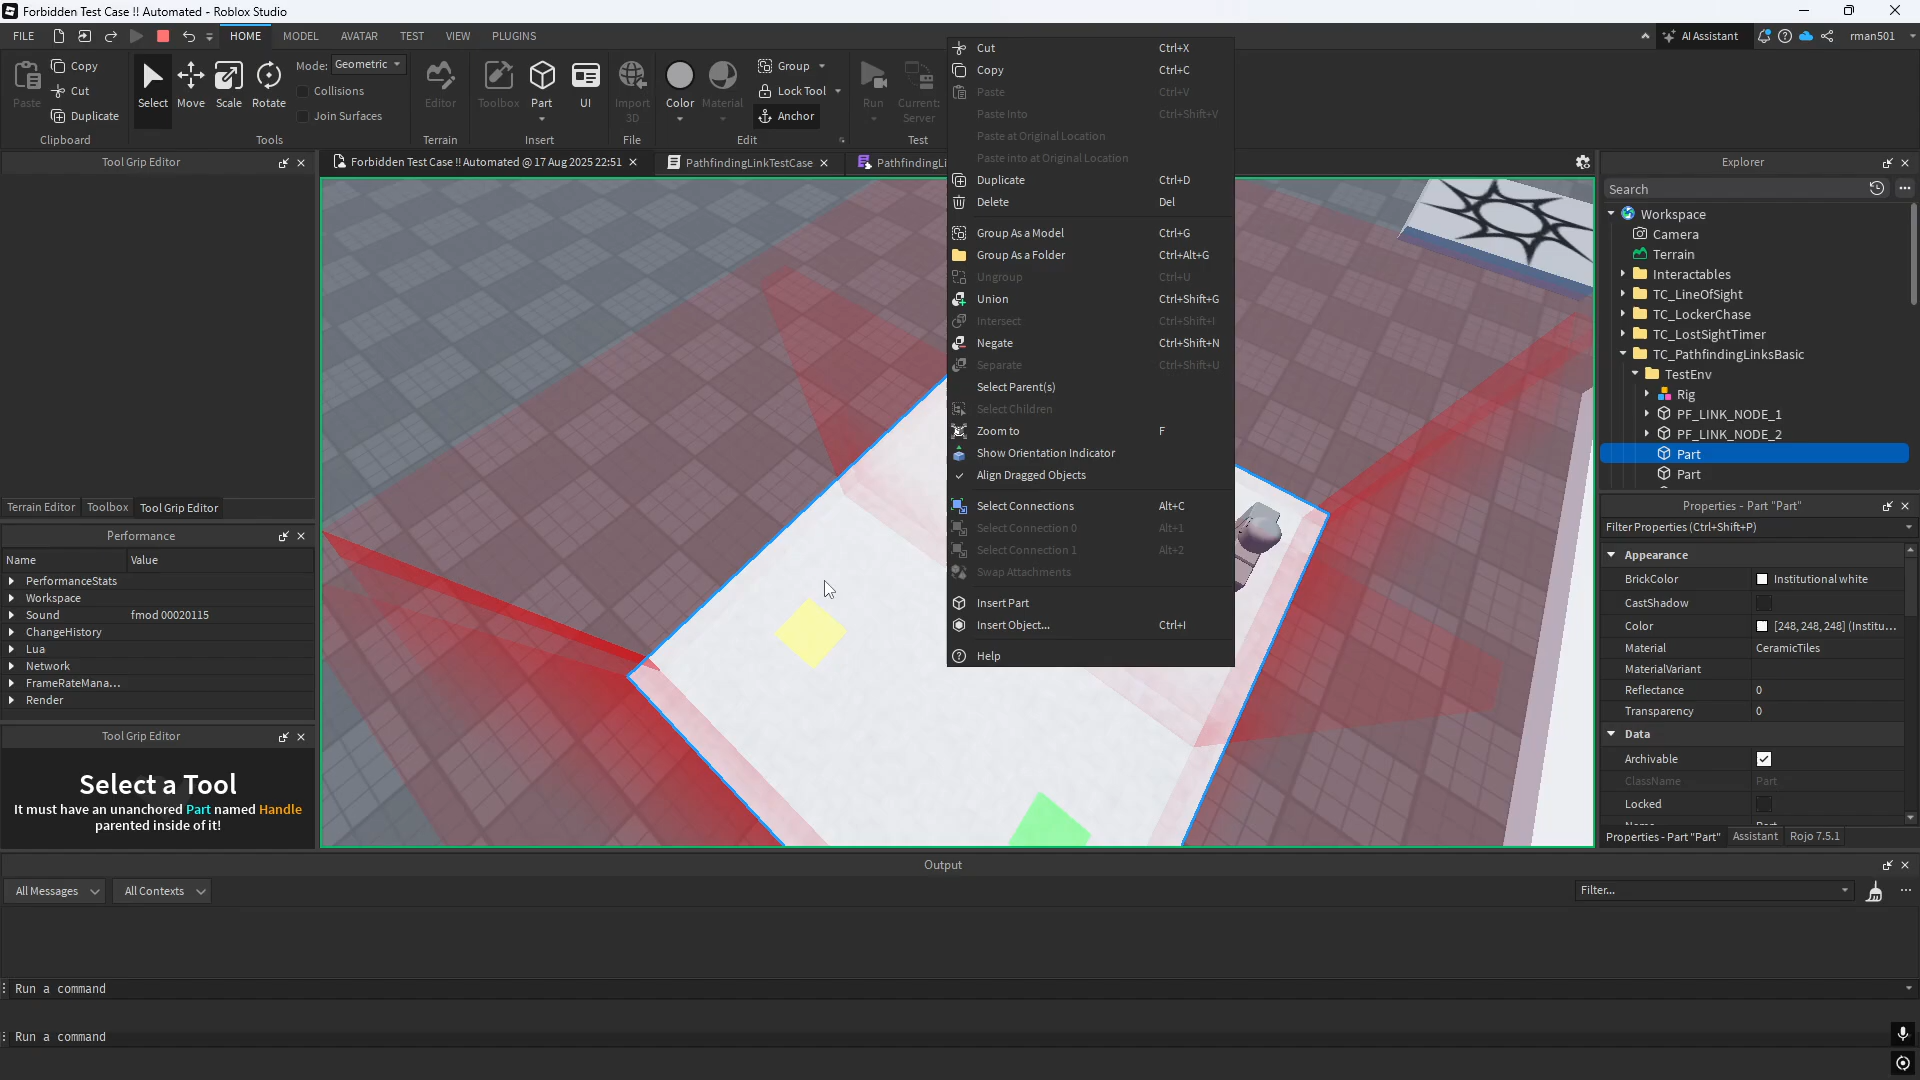 Forbidden Test Case !! Automated - Roblox Studio
FILE
HOME
MODEL
AVATAR
TEST
VIEW
PLUGINS
AI Assistant
rman501
Paste
Copy
Cut
Duplicate
Clipboard
Select
Move
Scale
Rotate
Mode:
Geometric
Collisions
Join Surfaces
Tools
Editor
Terrain
Toolbox
Part
UI
Insert
Import
3D
File
Color
Material
Group
Lock Tool
Anchor
Edit
Run
Current:
Server
Test
Tool Grip Editor
Forbidden Test Case !! Automated @ 17 Aug 2025 22:51
PathfindingLinkTestCase
PathfindingLi
Cut Ctrl+X
Copy Ctrl+C
Paste Ctrl+V
Paste Into Ctrl+Shift+V
Paste at Original Location
Paste into at Original Location
Duplicate Ctrl+D
Delete Del
Group As a Model Ctrl+G
Group As a Folder Ctrl+Alt+G
Ungroup Ctrl+U
Union Ctrl+Shift+G
Intersect Ctrl+Shift+I
Negate Ctrl+Shift+N
Separate Ctrl+Shift+U
Select Parent(s)
Select Children
Zoom to F
Show Orientation Indicator
Align Dragged Objects
Select Connections Alt+C
Select Connection 0 Alt+1
Select Connection 1 Alt+2
Swap Attachments
Insert Part
Insert Object... Ctrl+I
Help
Terrain Editor
Toolbox
Tool Grip Editor
Performance
Name Value
PerformanceStats
Workspace
Sound fmod 00020115
ChangeHistory
Lua
Network
FrameRateMana...
Render
Tool Grip Editor
Select a Tool
It must have an unanchored Part named Handle
parented inside of it!
Explorer
Search
Workspace
Camera
Terrain
Interactables
TC_LineOfSight
TC_LockerChase
TC_LostSightTimer
TC_PathfindingLinksBasic
TestEnv
Rig
PF_LINK_NODE_1
PF_LINK_NODE_2
Part
Part
Properties - Part "Part"
Filter Properties (Ctrl+Shift+P)
Appearance
BrickColor Institutional white
CastShadow
Color [248, 248, 248] (Institu...
Material CeramicTiles
MaterialVariant
Reflectance 0
Transparency 0
Data
Archivable
ClassName Part
Locked
Properties - Part "Part"
Assistant
Rojo 7.5.1
Output
All Messages
All Contexts
Filter...
Run a command
Run a command